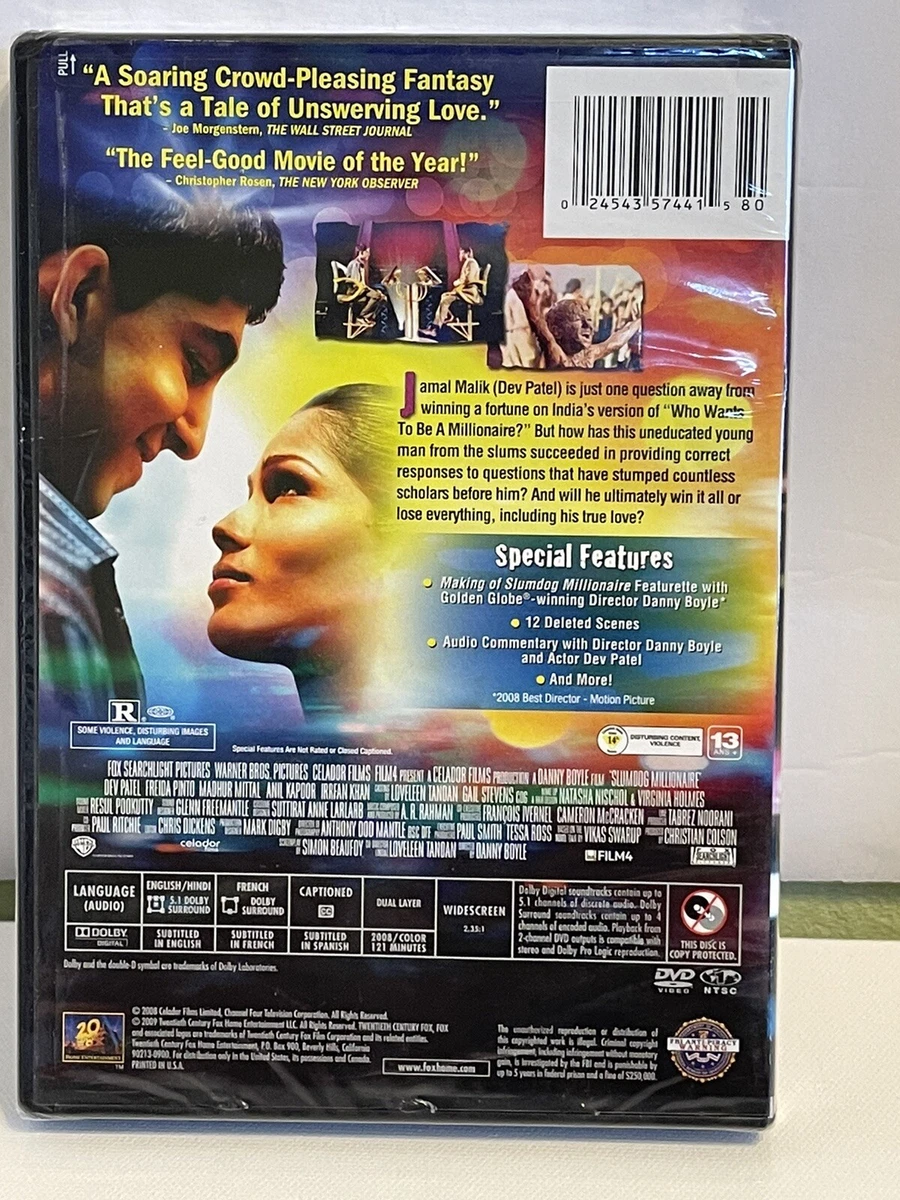 PULL
“A Soaring Crowd-Pleasing Fantasy
That’s a Tale of Unswerving Love.”
- Joe Morgenstern, THE WALL STREET JOURNAL
“The Feel-Good Movie of the Year!”
– Christopher Rosen, THE NEW YORK OBSERVER
0 24543 57441 5 80
Jamal Malik (Dev Patel) is just one question away from
winning a fortune on India’s version of “Who Wants
To Be A Millionaire?” But how has this uneducated young
man from the slums succeeded in providing correct
responses to questions that have stumped countless
scholars before him? And will he ultimately win it all or
lose everything, including his true love?
Special Features
• Making of Slumdog Millionaire Featurette with
Golden Globe®-winning Director Danny Boyle*
• 12 Deleted Scenes
• Audio Commentary with Director Danny Boyle
and Actor Dev Patel
• And More!
*2008 Best Director - Motion Picture
R
SOME VIOLENCE, DISTURBING IMAGES
AND LANGUAGE
Special Features Are Not Rated or Closed Captioned.
14
DISTURBING CONTENT,
VIOLENCE
13
ANS +
FOX SEARCHLIGHT PICTURES WARNER BROS. PICTURES CELADOR FILMS FILM4 PRESENT A CELADOR FILMS PRODUCTION A DANNY BOYLE FILM “SLUMDOG MILLIONAIRE”
DEV PATEL FREIDA PINTO MADHUR MITTAL ANIL KAPOOR IRRFAN KHAN CASTING BY LOVELEEN TANDAN GAIL STEVENS CDG NATASHA NISCHOL & VIRGINIA HOLMES
RESUL POOKUTTY GLENN FREEMANTLE SUTTIRAT ANNE LARLARB A. R. RAHMAN FRANÇOIS IVERNEL CAMERON McCRACKEN TABREZ NOORANI
PAUL RITCHIE CHRIS DICKENS MARK DIGBY ANTHONY DOD MANTLE BSC DFF PAUL SMITH TESSA ROSS VIKAS SWARUP CHRISTIAN COLSON
SIMON BEAUFOY LOVELEEN TANDAN DANNY BOYLE
celador
films
FILM4
SEARCHLIGHT
LANGUAGE
(AUDIO)
DOLBY
DIGITAL
ENGLISH/HINDI
5.1 DOLBY
SURROUND
FRENCH
DOLBY
SURROUND
CAPTIONED
CC
DUAL LAYER
SUBTITLED
IN ENGLISH
SUBTITLED
IN FRENCH
SUBTITLED
IN SPANISH
2008/COLOR
121 MINUTES
WIDESCREEN
2.35:1
Dolby Digital soundtracks contain up to
5.1 channels of discrete audio. Dolby
Surround soundtracks contain up to 4
channels of encoded audio. Playback from
2-channel DVD outputs is compatible with
stereo and Dolby Pro Logic reproduction.
THIS DISC IS
COPY PROTECTED.
Dolby and the double-D symbol are trademarks of Dolby Laboratories.
DVD
VIDEO
NTSC
20
HOME ENTERTAINMENT
TM
© 2008 Celador Films Limited, Channel Four Television Corporation. All Rights Reserved.
© 2009 Twentieth Century Fox Home Entertainment LLC. All Rights Reserved. TWENTIETH CENTURY FOX, FOX
and associated logos are trademarks of Twentieth Century Fox Film Corporation and its related entities.
Twentieth Century Fox Home Entertainment, P.O. Box 900, Beverly Hills, California
90213-0900. For distribution only in the United States, its possessions and Canada.
PRINTED IN U.S.A.
www.foxhome.com
The unauthorized reproduction or distribution of
this copyrighted work is illegal. Criminal copyright
infringement, including infringement without monetary
gain, is investigated by the FBI and is punishable by
up to 5 years in federal prison and a fine of $250,000.
FBI ANTI-PIRACY
WARNING